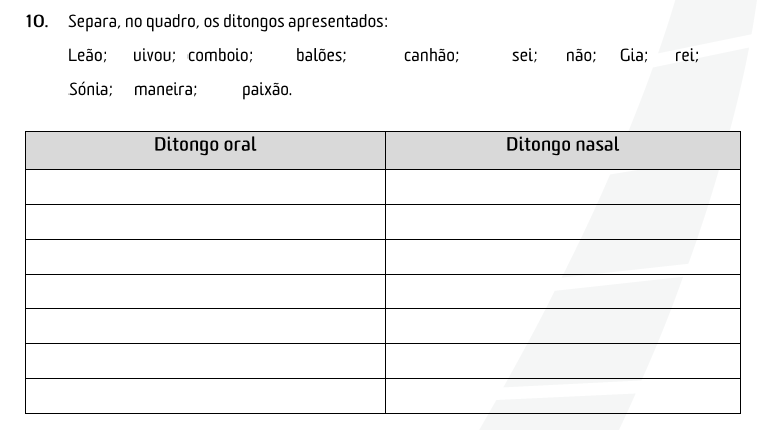 10. Separa, no quadro, os ditongos apresentados:
Leão; uivou; comboio; balões; canhão; sei; não; Gia; rei;
Sónia; maneira; paixão.
Ditongo oral Ditongo nasal